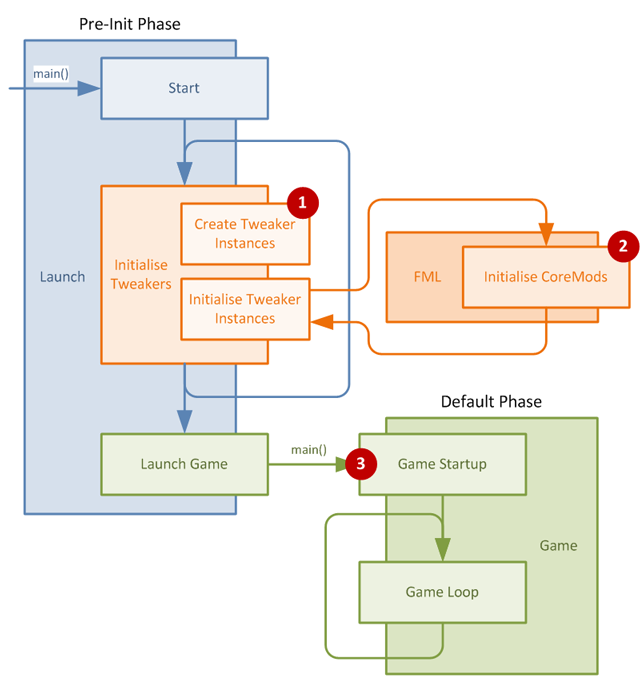 Pre-Init Phase
main()
Start
1
Create Tweaker
Instances
2
Launch
Initialise
Tweakers
FML
Initialise CoreMods
Initialise Tweaker
Instances
Default Phase
Launch Game
main()
3
Game Startup
Game
Game Loop